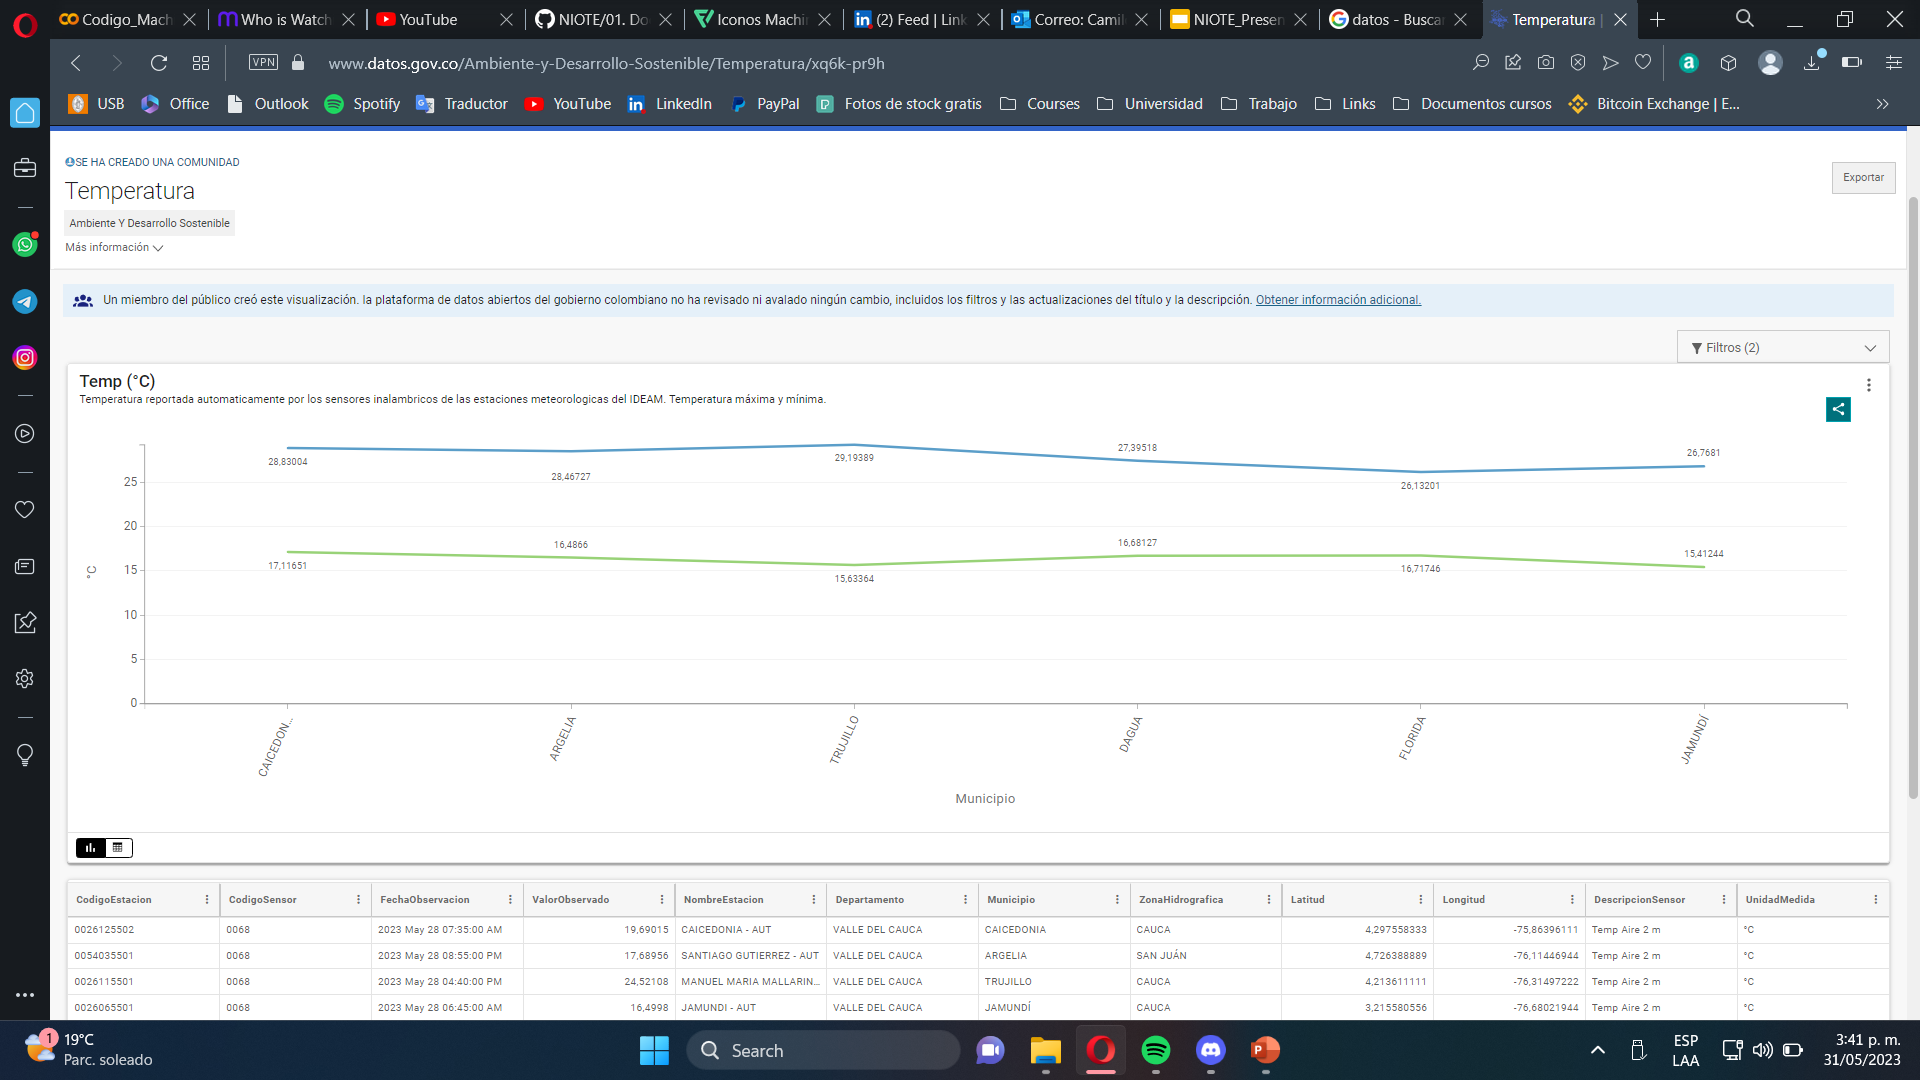 Codigo_Mach
Who is Watch
YouTube
NIOTE/01. Do
Iconos Machi
(2) Feed | Link
Correo: Camil
NIOTE_Presen
datos - Buscar
Temperatura |
VPN
www.datos.gov.co/Ambiente-y-Desarrollo-Sostenible/Temperatura/xq6k-pr9h
USB
Office
Outlook
Spotify
Traductor
YouTube
LinkedIn
PayPal
Fotos de stock gratis
Courses
Universidad
Trabajo
Links
Documentos cursos
Bitcoin Exchange | E...
SE HA CREADO UNA COMUNIDAD
Temperatura
Exportar
Ambiente Y Desarrollo Sostenible
Más información
Un miembro del público creó este visualización. la plataforma de datos abiertos del gobierno colombiano no ha revisado ni avalado ningún cambio, incluidos los filtros y las actualizaciones del título y la descripción. Obtener información adicional.
Filtros (2)
Temp (°C)
Temperatura reportada automaticamente por los sensores inalambricos de las estaciones meteorologicas del IDEAM. Temperatura máxima y mínima.
28,83004
28,46727
29,19389
27,39518
26,13201
26,7681
17,11651
16,4866
15,63364
16,68127
16,71746
15,41244
25
20
15
10
5
0
°C
CAICEDON...
ARGELIA
TRUJILLO
DAGUA
FLORIDA
JAMUNDÍ
Municipio
CodigoEstacion CodigoSensor FechaObservacion ValorObservado NombreEstacion Departamento Municipio ZonaHidrografica Latitud Longitud DescripcionSensor UnidadMedida
0026125502 0068 2023 May 28 07:35:00 AM 19,69015 CAICEDONIA - AUT VALLE DEL CAUCA CAICEDONIA CAUCA 4,297558333 -75,86396111 Temp Aire 2 m °C
0054035501 0068 2023 May 28 08:55:00 PM 17,68956 SANTIAGO GUTIERREZ - AUT VALLE DEL CAUCA ARGELIA SAN JUÁN 4,726388889 -76,11446944 Temp Aire 2 m °C
0026115501 0068 2023 May 28 04:40:00 PM 24,52108 MANUEL MARIA MALLARIN... VALLE DEL CAUCA TRUJILLO CAUCA 4,213611111 -76,31497222 Temp Aire 2 m °C
0026065501 0068 2023 May 28 06:45:00 AM 16,4998 JAMUNDI - AUT VALLE DEL CAUCA JAMUNDÍ CAUCA 3,215580556 -76,68021944 Temp Aire 2 m °C
1
19°C
Parc. soleado
Search
ESP
LAA
3:41 p. m.
31/05/2023